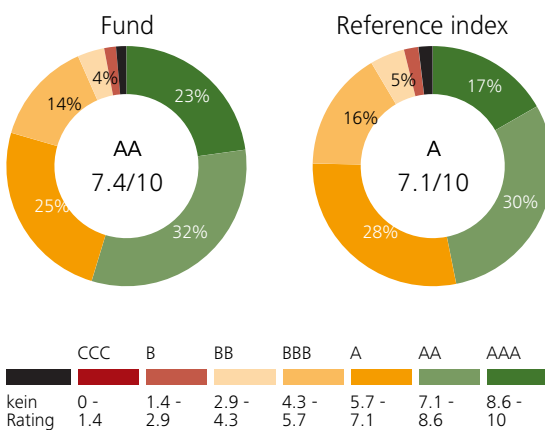 Fund
Reference index
4%
23%
14%
AA
7.4/10
25%
32%
5%
17%
16%
A
7.1/10
30%
28%
CCC B BB BBB A AA AAA
kein 0 - 1.4 - 2.9 - 4.3 - 5.7 - 7.1 - 8.6 -
Rating 1.4 2.9 4.3 5.7 7.1 8.6 10